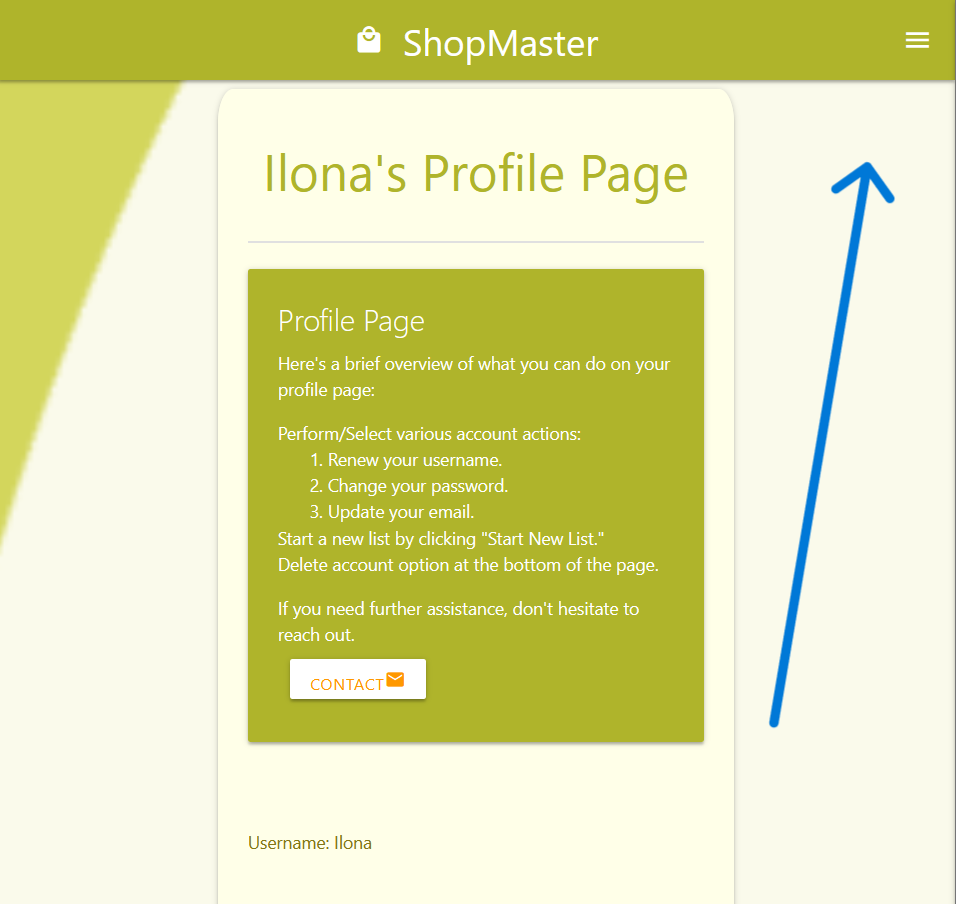 ShopMaster
Ilona's Profile Page
Profile Page
Here's a brief overview of what you can do on your
profile page:
Perform/Select various account actions:
1. Renew your username.
2. Change your password.
3. Update your email.
Start a new list by clicking "Start New List."
Delete account option at the bottom of the page.
If you need further assistance, don't hesitate to
reach out.
CONTACT
Username: Ilona